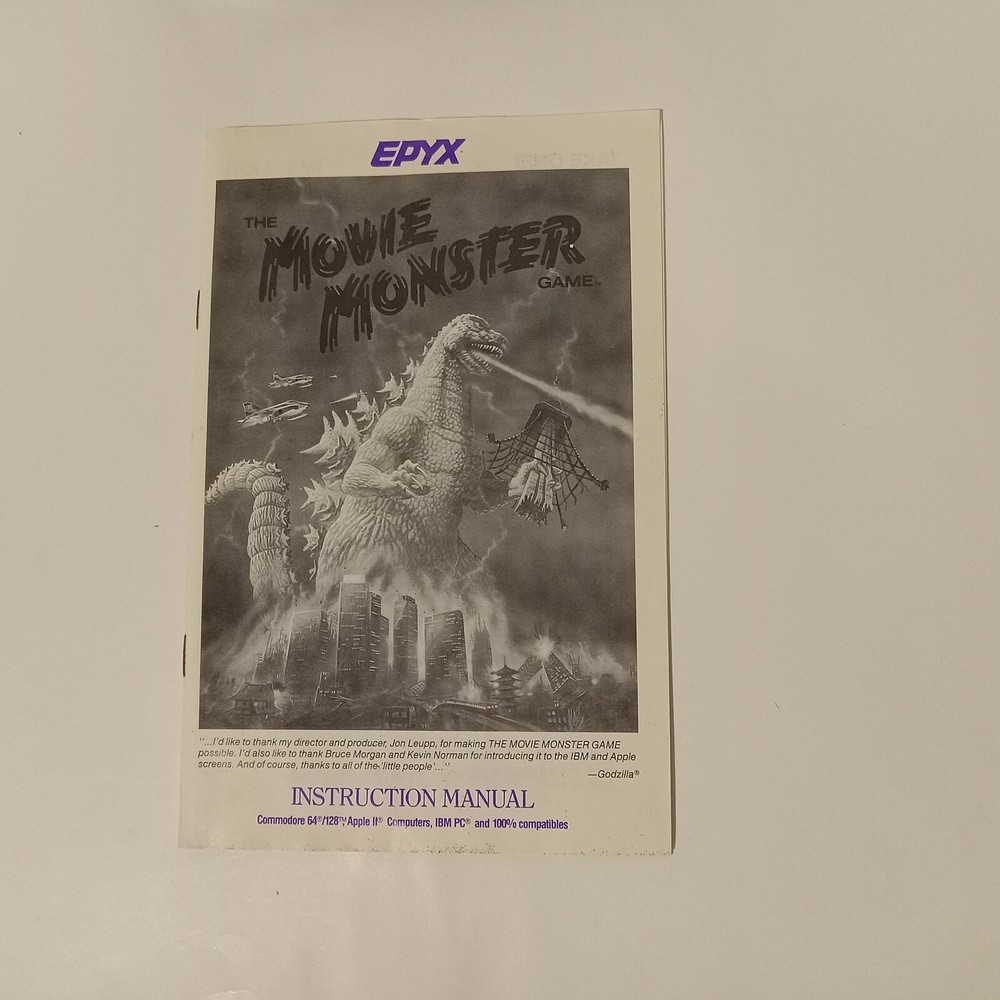 EPYX
THE
MOVIE
MONSTER
GAME™
"...I'd like to thank my director and producer, Jon Leupp, for making THE MOVIE MONSTER GAME
possible. I'd also like to thank Bruce Morgan and Kevin Norman for introducing it to the IBM and Apple
screens. And of course, thanks to all of the 'little people'..."
—Godzilla®
INSTRUCTION MANUAL
Commodore 64®/128™, Apple II® Computers, IBM PC® and 100% compatibles